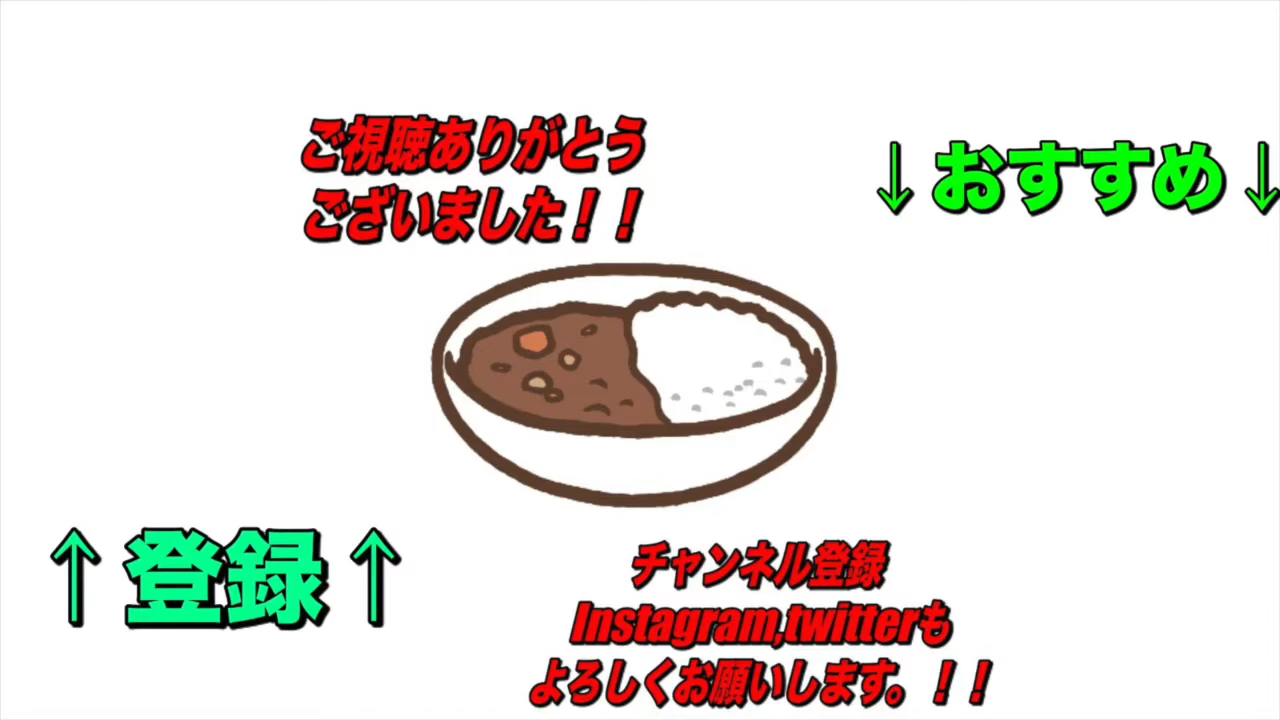 ご視聴ありがとう
ございました！！
↓おすすめ↓
↑登録↑
チャンネル登録
Instagram,twitterも
よろしくお願いします。！！